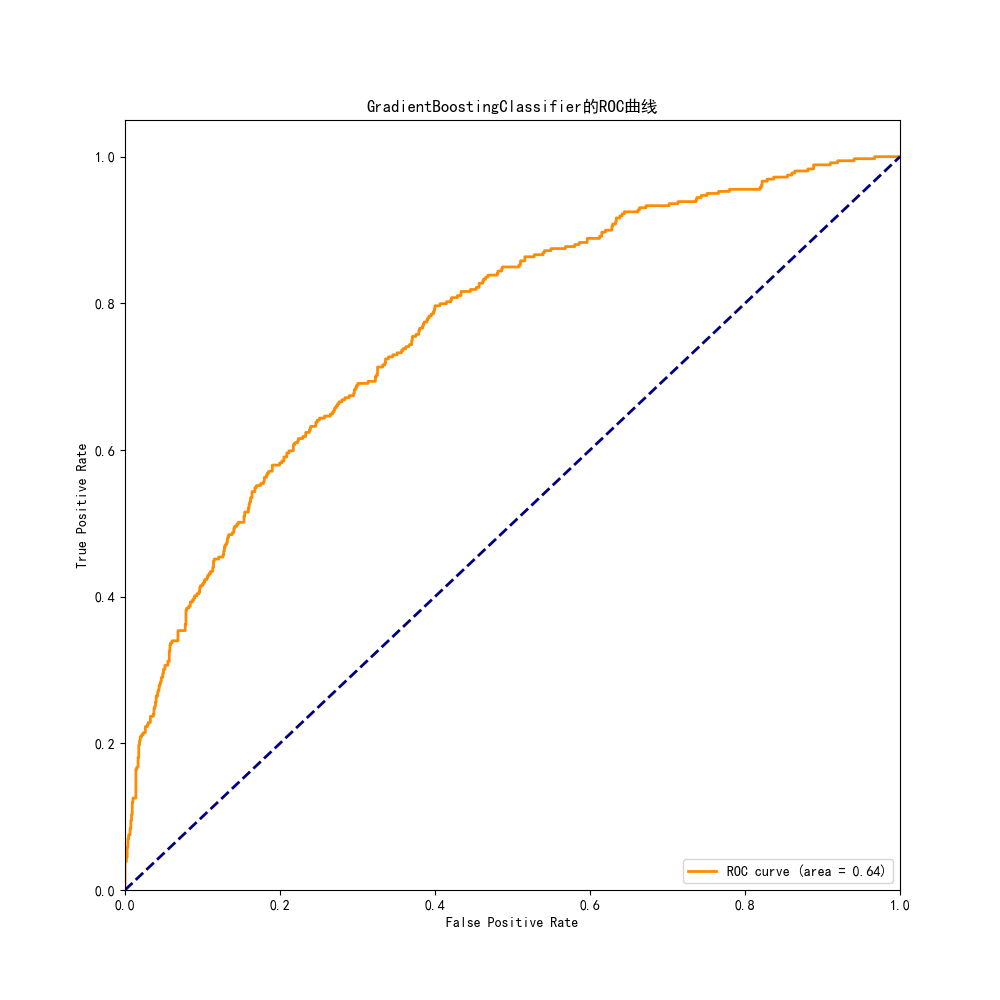 GradientBoostingClassifier的ROC曲线
1.0
0.8
0.6
0.4
0.2
0.0
True Positive Rate
0.0 0.2 0.4 0.6 0.8 1.0
False Positive Rate
ROC curve (area = 0.64)